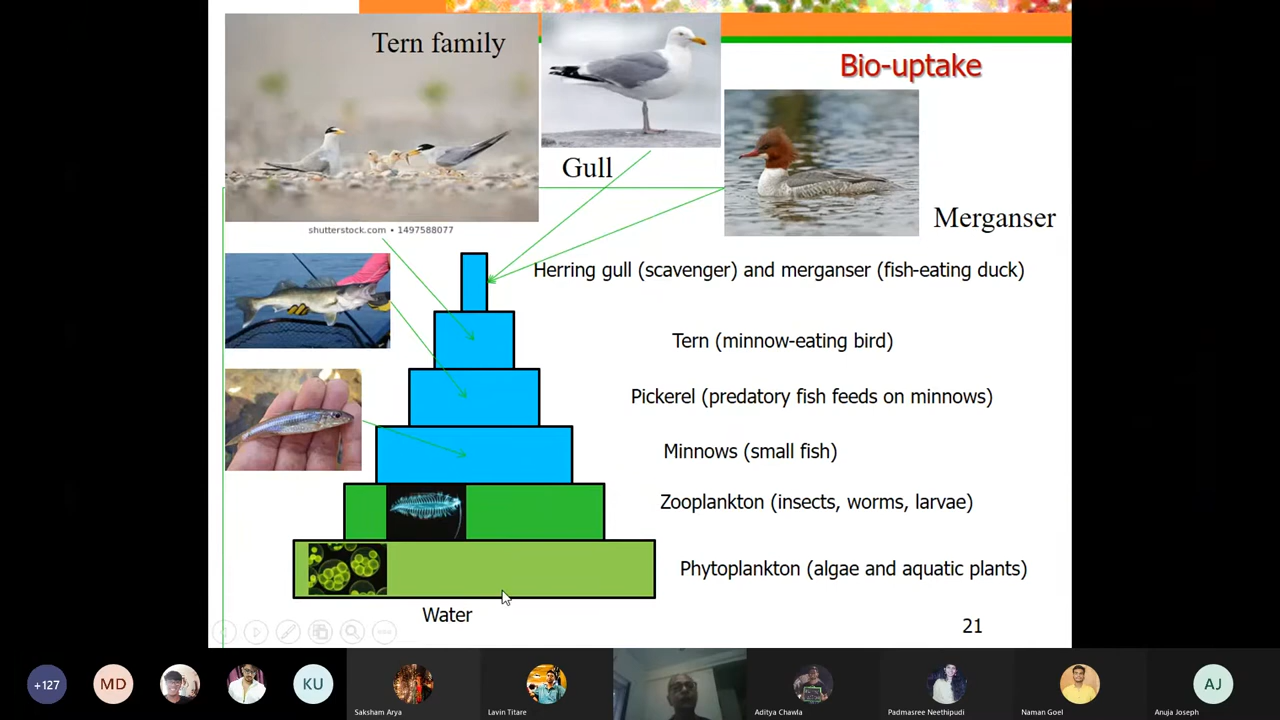 Tern family
Bio-uptake
Gull
Merganser
shutterstock.com • 1497588077
Herring gull (scavenger) and merganser (fish-eating duck)
Tern (minnow-eating bird)
Pickerel (predatory fish feeds on minnows)
Minnows (small fish)
Zooplankton (insects, worms, larvae)
Phytoplankton (algae and aquatic plants)
Water
21
+127
MD
KU
Saksham Arya
Lavin Titare
Aditya Chawla
Padmasree Neethipudi
Naman Goel
AJ
Anuja Joseph